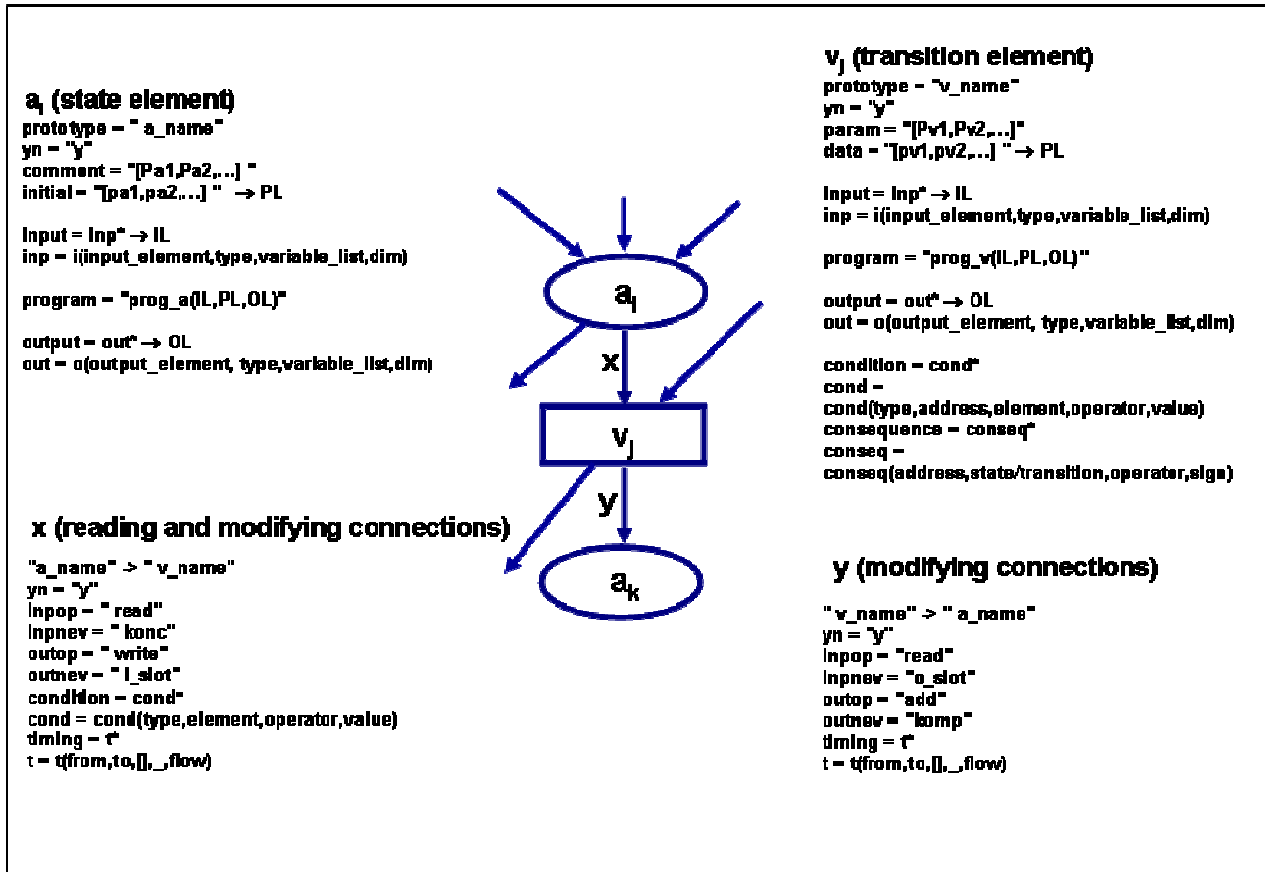 a_i (state element)
prototype = " a_name"
yn = "y"
comment = "[Pa1,Pa2,...] "
initial = "[pa1,pa2,...] " → PL
input = inp* → IL
inp = i(input_element,type,variable_list,dim)
program = "prog_a(IL,PL,OL)"
output = out* → OL
out = o(output_element, type,variable_list,dim)
v_j (transition element)
prototype = "v_name"
yn = "y"
param = "[Pv1,Pv2,...]"
data = "[pv1,pv2,...] " → PL
input = inp* → IL
inp = i(input_element,type,variable_list,dim)
program = "prog_v(IL,PL,OL)"
output = out* → OL
out = o(output_element, type,variable_list,dim)
condition = cond*
cond =
cond(type,address,element,operator,value)
consequence = conseq*
conseq =
conseq(address,state/transition,operator,sign)
a_i
x
v_j
y
a_k
x (reading and modifying connections)
"a_name" -> " v_name"
yn = "y"
inpop = " read"
inpnev = " konc"
outop = " write"
outnev = " i_slot"
condition = cond*
cond = cond(type,element,operator,value)
timing = t*
t = t(from,to,[],_,flow)
y (modifying connections)
" v_name" -> " a_name"
yn = "y"
inpop = "read"
inpnev = "o_slot"
outop = "add"
outnev = "komp"
timing = t*
t = t(from,to,[],_,flow)